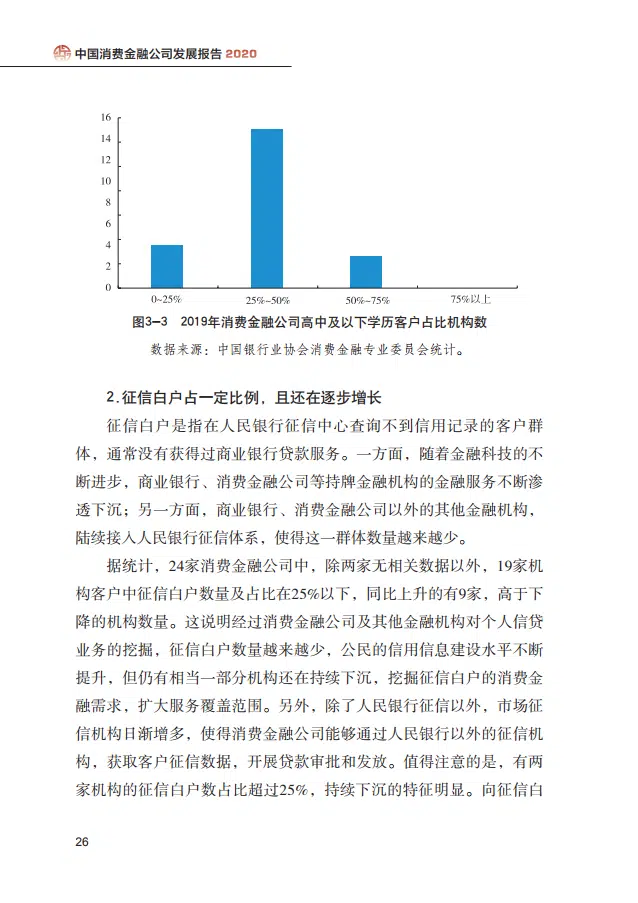 中国消费金融公司发展报告 2020
16
14
12
10
8
6
4
2
0
0~25% 25%~50% 50%~75% 75%以上
图3-3 2019年消费金融公司高中及以下学历客户占比机构数
数据来源：中国银行业协会消费金融专业委员会统计。
2.征信白户占一定比例，且还在逐步增长
征信白户是指在人民银行征信中心查询不到信用记录的客户群
体，通常没有获得过商业银行贷款服务。一方面，随着金融科技的不
断进步，商业银行、消费金融公司等持牌金融机构的金融服务不断渗
透下沉；另一方面，商业银行、消费金融公司以外的其他金融机构，
陆续接入人民银行征信体系，使得这一群体数量越来越少。
据统计，24家消费金融公司中，除两家无相关数据以外，19家机
构客户中征信白户数量及占比在25%以下，同比上升的有9家，高于下
降的机构数量。这说明经过消费金融公司及其他金融机构对个人信贷
业务的挖掘，征信白户数量越来越少，公民的信用信息建设水平不断
提升，但仍有相当一部分机构还在持续下沉，挖掘征信白户的消费金
融需求，扩大服务覆盖范围。另外，除了人民银行征信以外，市场征
信机构日渐增多，使得消费金融公司能够通过人民银行以外的征信机
构，获取客户征信数据，开展贷款审批和发放。值得注意的是，有两
家机构的征信白户数占比超过25%，持续下沉的特征明显。向征信白
26